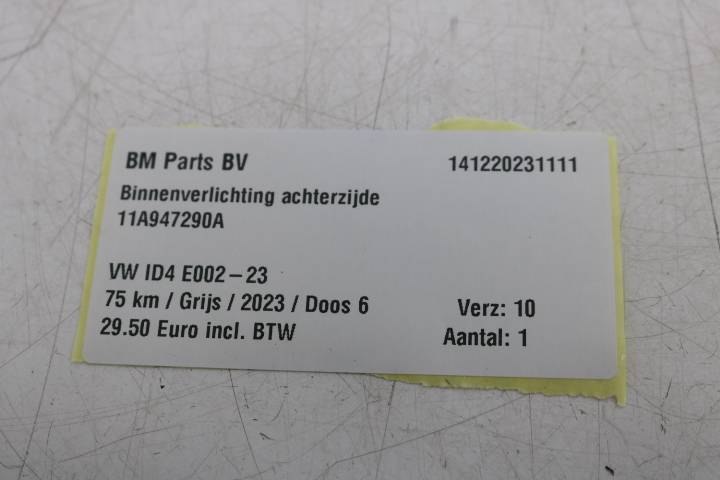 BM Parts BV 141220231111
Binnenverlichting achterzijde
11A947290A
VW ID4 E002-23
75 km / Grijs / 2023 / Doos 6 Verz: 10
29.50 Euro incl. BTW Aantal: 1